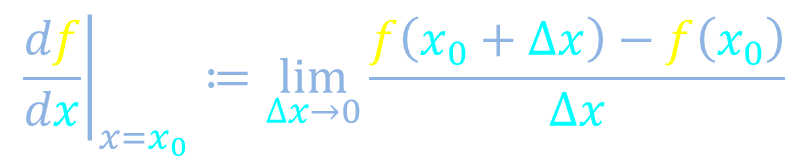 df/dx|ₓ₌ₓ₀ := lim_{Δx→0} (f(x₀ + Δx) − f(x₀))/Δx